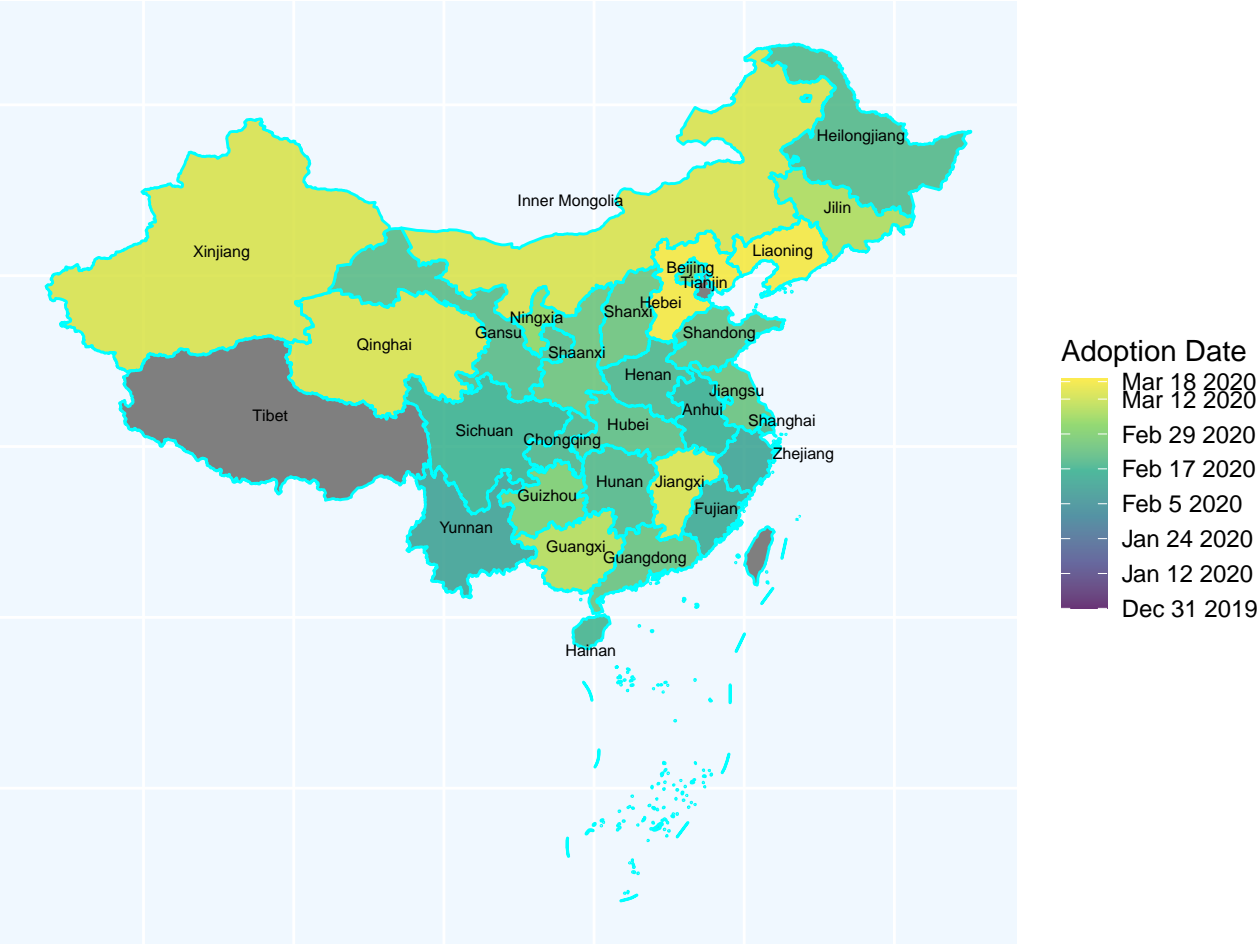 Heilongjiang
Inner Mongolia
Jilin
Xinjiang
Liaoning
Beijing
Tianjin
Hebei
Shanxi
Ningxia
Gansu
Shandong
Qinghai
Shaanxi
Henan
Jiangsu
Anhui
Tibet
Shanghai
Hubei
Sichuan
Chongqing
Zhejiang
Hunan
Jiangxi
Guizhou
Fujian
Yunnan
Guangxi
Guangdong
Hainan
Adoption Date
Mar 18 2020
Mar 12 2020
Feb 29 2020
Feb 17 2020
Feb 5 2020
Jan 24 2020
Jan 12 2020
Dec 31 2019